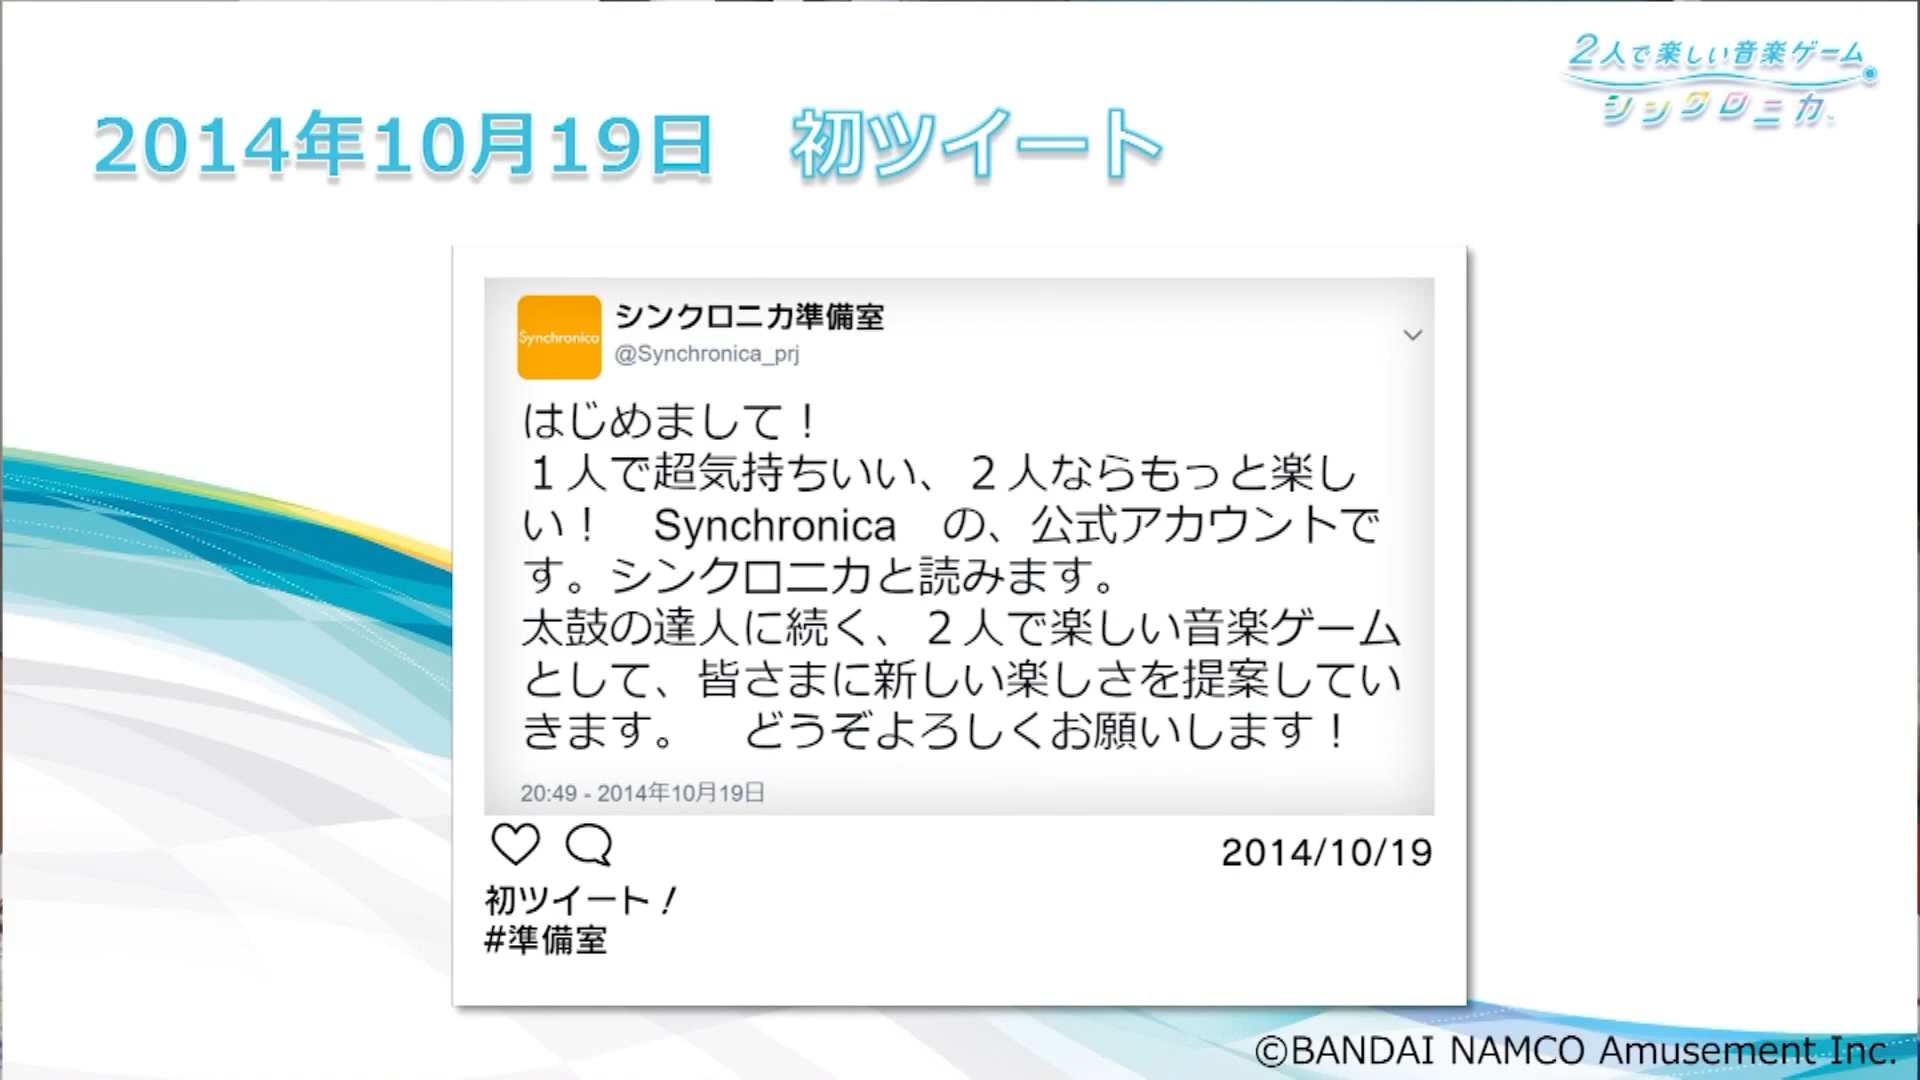 2人で楽しい音楽ゲーム
シンクロニカ™
2014年10月19日　初ツイート
Synchronica
シンクロニカ準備室
@Synchronica_prj
はじめまして！
１人で超気持ちいい、２人ならもっと楽し
い！　Synchronica　の、公式アカウントで
す。シンクロニカと読みます。
太鼓の達人に続く、２人で楽しい音楽ゲーム
として、皆さまに新しい楽しさを提案してい
きます。　どうぞよろしくお願いします！
20:49 - 2014年10月19日
2014/10/19
初ツイート！
#準備室
©BANDAI NAMCO Amusement Inc.